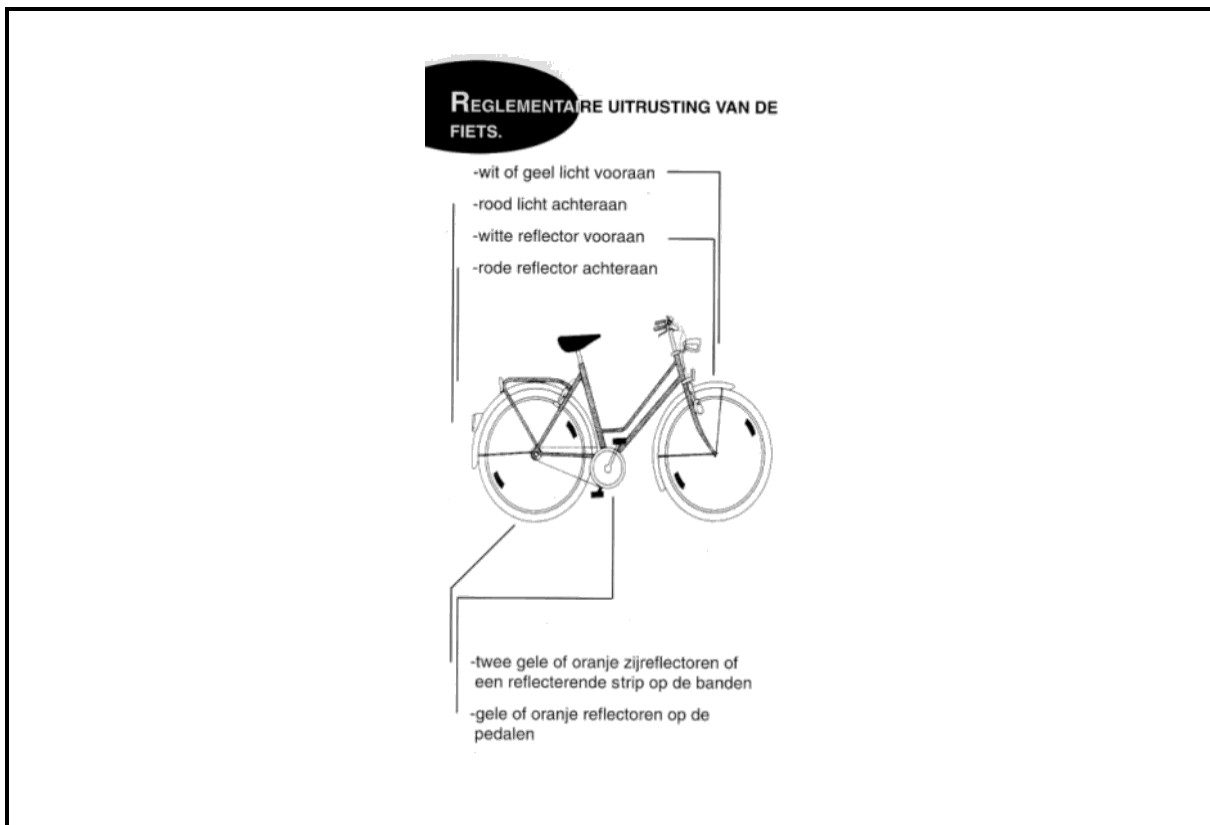 REGLEMENTAIRE UITRUSTING VAN DE
FIETS.
-wit of geel licht vooraan
-rood licht achteraan
-witte reflector vooraan
-rode reflector achteraan
-twee gele of oranje zijreflectoren of
een reflecterende strip op de banden
-gele of oranje reflectoren op de
pedalen